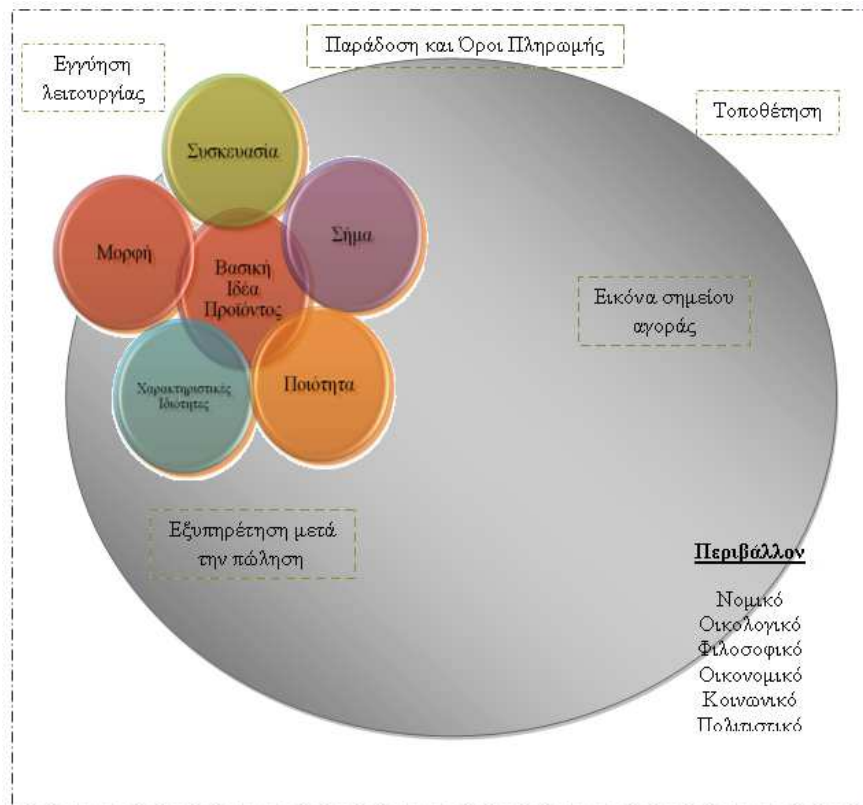 Παράδοση και Όροι Πληρωμής
Εγγύηση
λειτουργίας
Τοποθέτηση
Συσκευασία
Σήμα
Μορφή
Βασική
Ιδέα
Προϊόντος
Εικόνα σημείου
αγοράς
Χαρακτηριστικές
Ιδιότητες
Ποιότητα
Εξυπηρέτηση μετά
την πώληση
Περιβάλλον
Νομικό
Οικολογικό
Φιλοσοφικό
Οικονομικό
Κοινωνικό
Πολιτιστικό